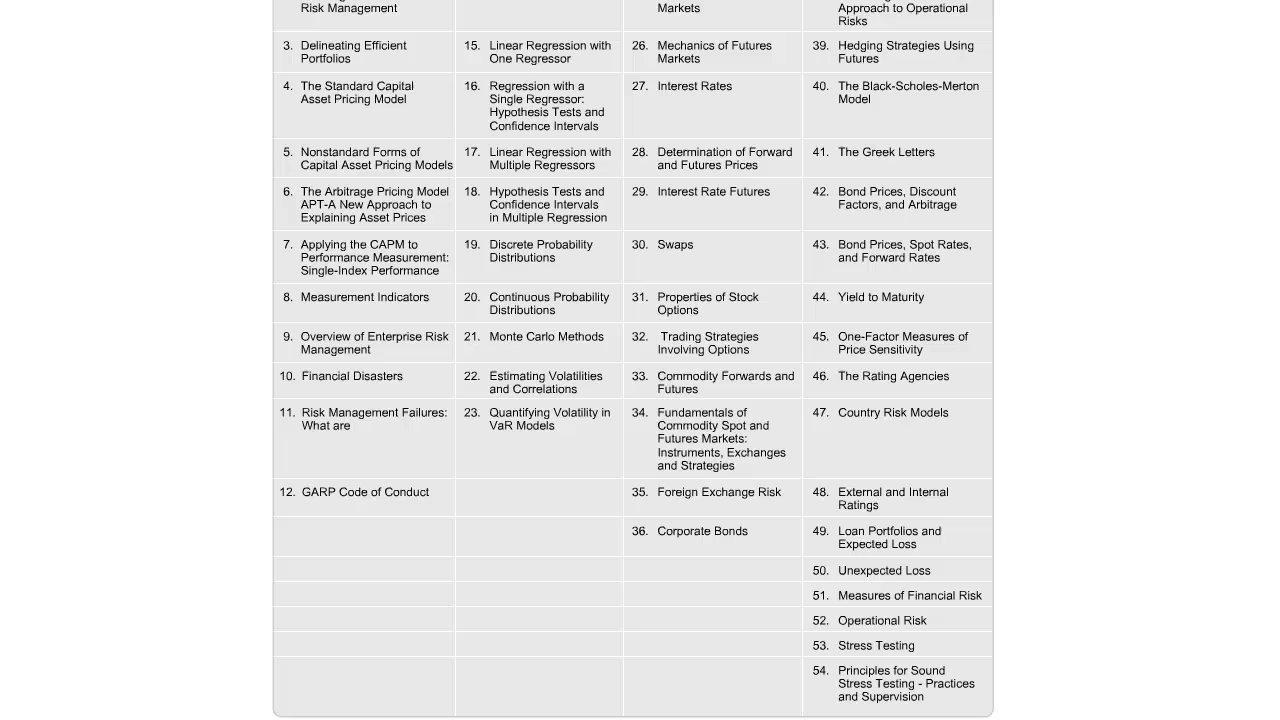 Risk Management
Markets
Approach to Operational
Risks
3. Delineating Efficient
Portfolios
15. Linear Regression with
One Regressor
26. Mechanics of Futures
Markets
39. Hedging Strategies Using
Futures
4. The Standard Capital
Asset Pricing Model
16. Regression with a
Single Regressor:
Hypothesis Tests and
Confidence Intervals
27. Interest Rates
40. The Black-Scholes-Merton
Model
5. Nonstandard Forms of
Capital Asset Pricing Models
17. Linear Regression with
Multiple Regressors
28. Determination of Forward
and Futures Prices
41. The Greek Letters
6. The Arbitrage Pricing Model
APT-A New Approach to
Explaining Asset Prices
18. Hypothesis Tests and
Confidence Intervals
in Multiple Regression
29. Interest Rate Futures
42. Bond Prices, Discount
Factors, and Arbitrage
7. Applying the CAPM to
Performance Measurement:
Single-Index Performance
19. Discrete Probability
Distributions
30. Swaps
43. Bond Prices, Spot Rates,
and Forward Rates
8. Measurement Indicators
20. Continuous Probability
Distributions
31. Properties of Stock
Options
44. Yield to Maturity
9. Overview of Enterprise Risk
Management
21. Monte Carlo Methods
32. Trading Strategies
Involving Options
45. One-Factor Measures of
Price Sensitivity
10. Financial Disasters
22. Estimating Volatilities
and Correlations
33. Commodity Forwards and
Futures
46. The Rating Agencies
11. Risk Management Failures:
What are
23. Quantifying Volatility in
VaR Models
34. Fundamentals of
Commodity Spot and
Futures Markets:
Instruments, Exchanges
and Strategies
47. Country Risk Models
12. GARP Code of Conduct
35. Foreign Exchange Risk
48. External and Internal
Ratings
36. Corporate Bonds
49. Loan Portfolios and
Expected Loss
50. Unexpected Loss
51. Measures of Financial Risk
52. Operational Risk
53. Stress Testing
54. Principles for Sound
Stress Testing - Practices
and Supervision